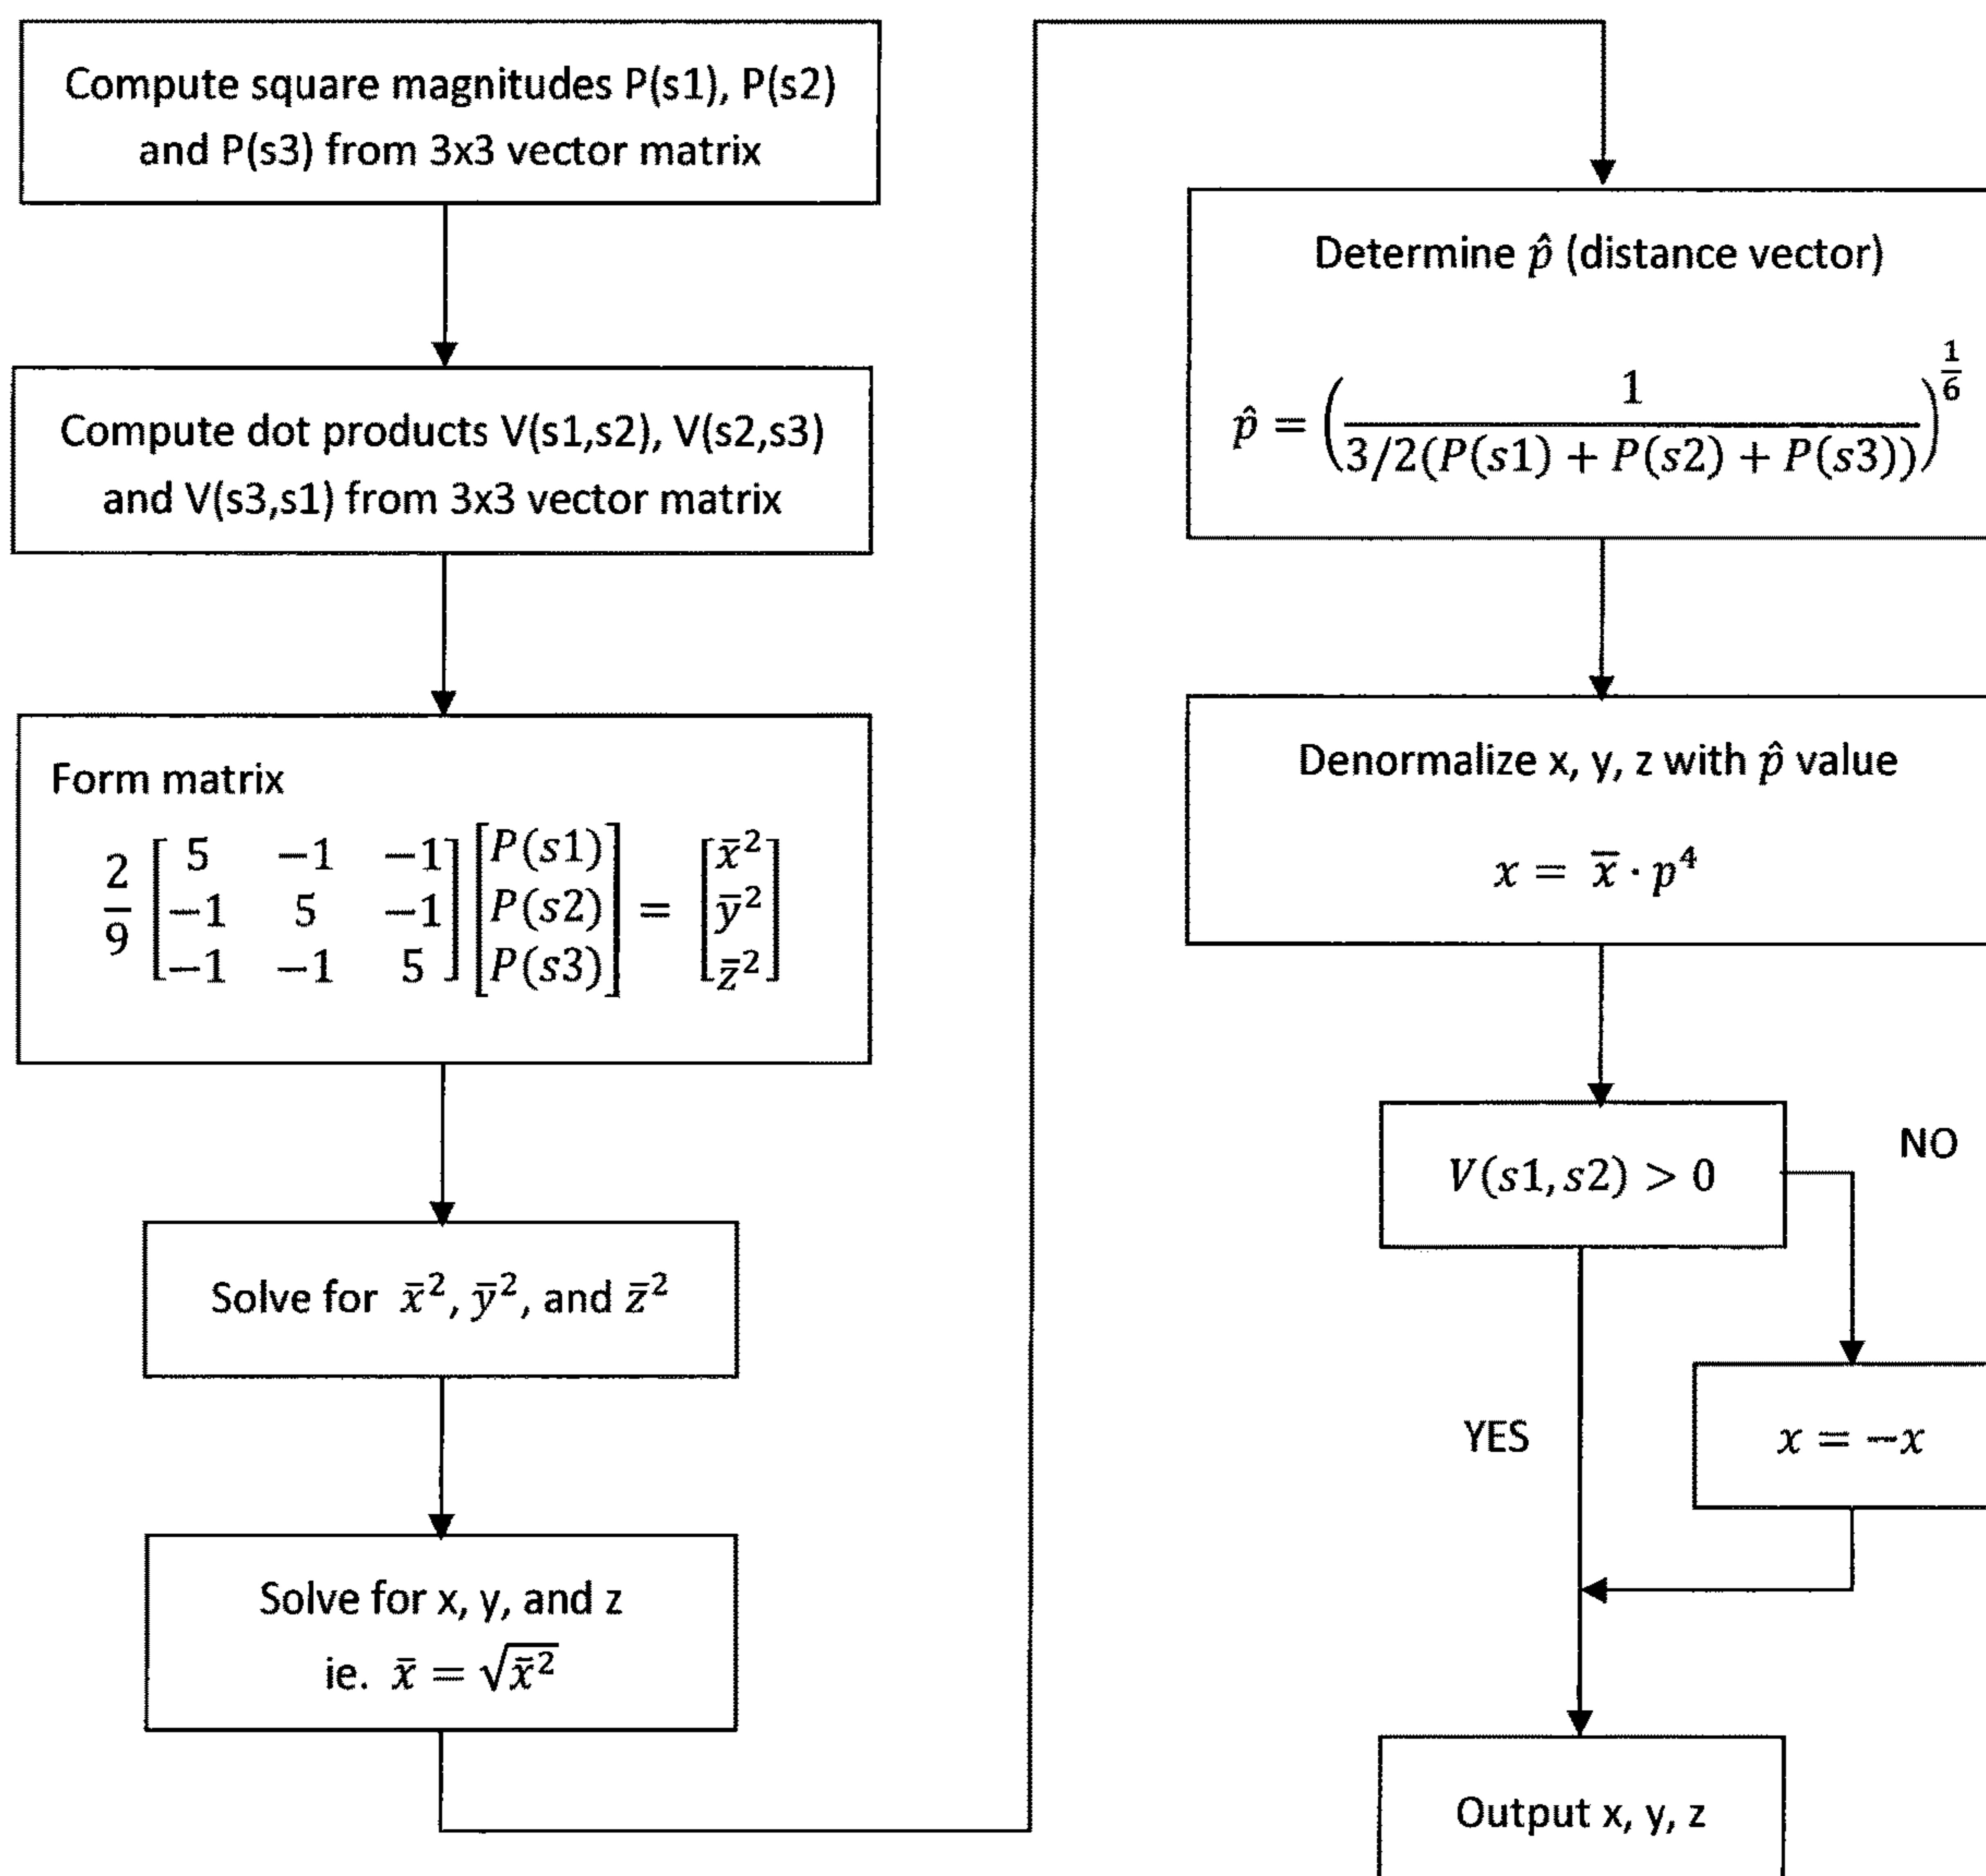 Compute square magnitudes P(s1), P(s2)
and P(s3) from 3x3 vector matrix
Compute dot products V(s1,s2), V(s2,s3)
and V(s3,s1) from 3x3 vector matrix
Form matrix
2/9 [5 −1 −1] [P(s1)] = [x̄²]
[−1 5 −1] [P(s2)] [ȳ²]
[−1 −1 5] [P(s3)] [z̄²]
Solve for x̄², ȳ², and z̄²
Solve for x, y, and z
ie. x̄ = √x̄²
Determine p̂ (distance vector)
p̂ = (1 / 3/2(P(s1) + P(s2) + P(s3)))^(1/6)
Denormalize x, y, z with p̂ value
x = x̄ · p⁴
V(s1,s2) > 0
NO
YES
x = −x
Output x, y, z